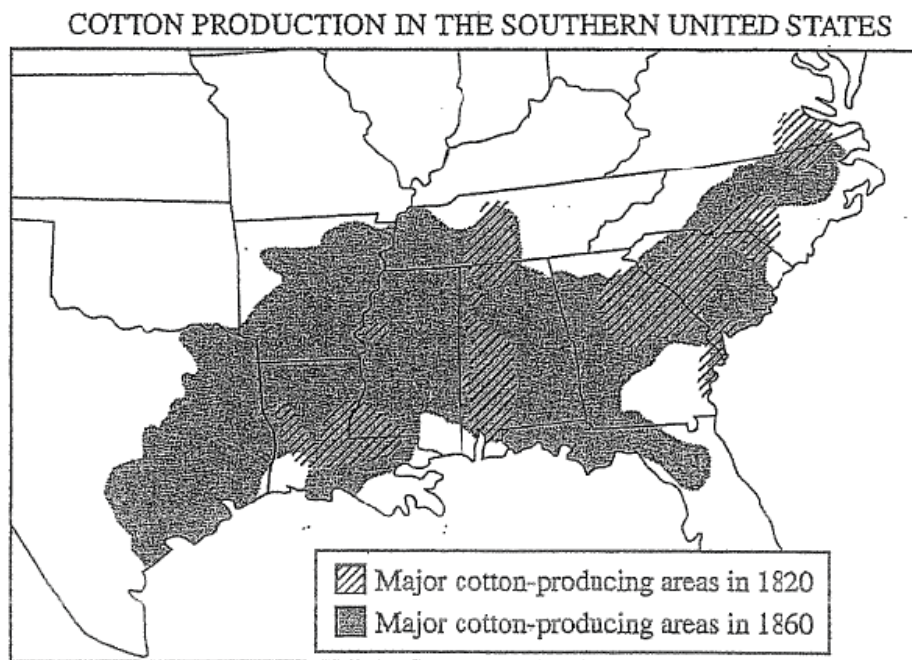 COTTON PRODUCTION IN THE SOUTHERN UNITED STATES
Major cotton-producing areas in 1820
Major cotton-producing areas in 1860